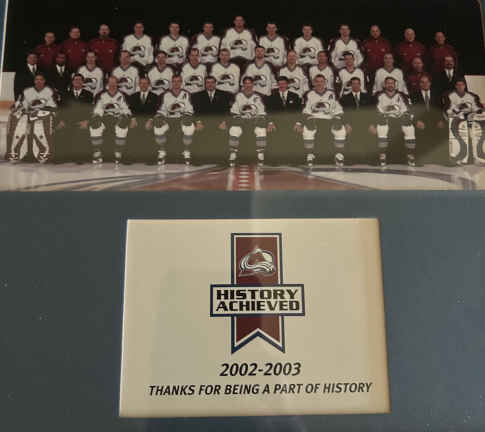 HISTORY
ACHIEVED
2002-2003
THANKS FOR BEING A PART OF HISTORY